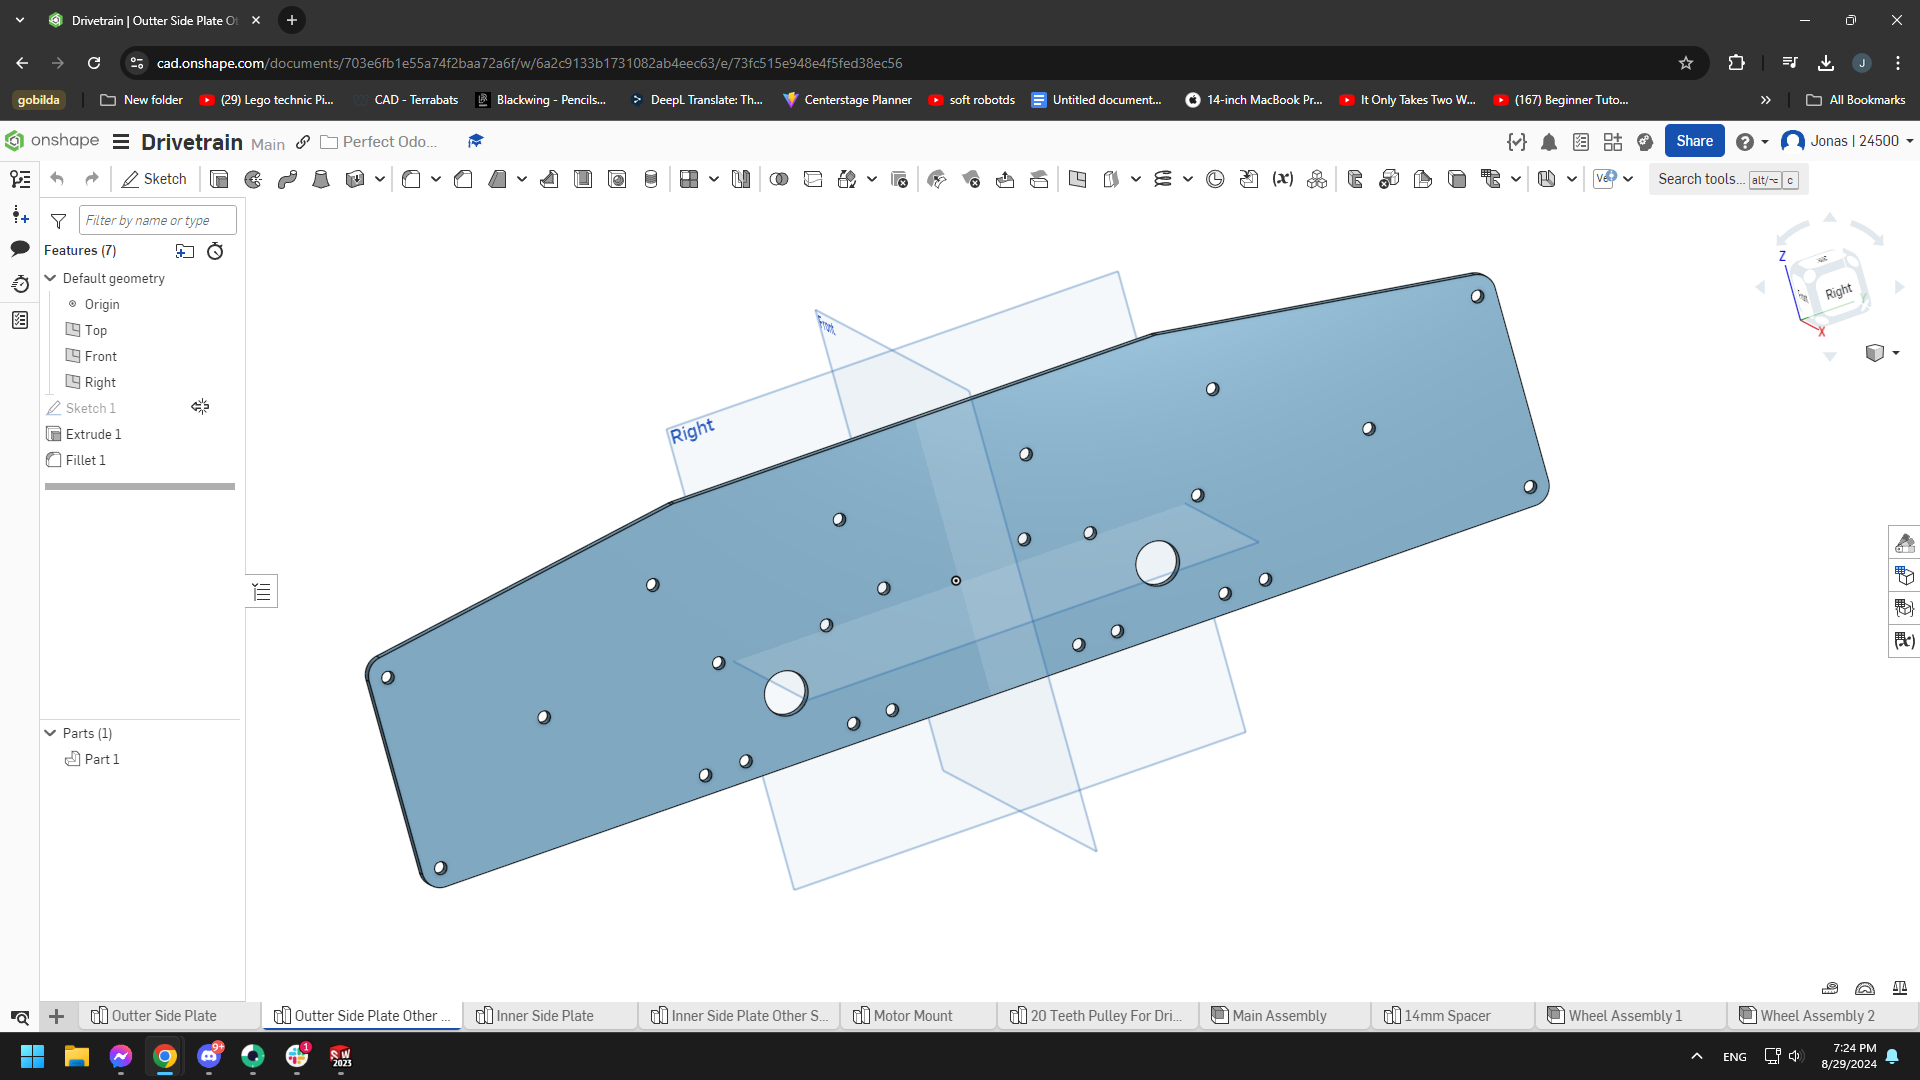 Drivetrain | Outter Side Plate Ot
cad.onshape.com/documents/703e6fb1e55a74f2baa72a6f/w/6a2c9133b1731082ab4eec63/e/73fc515e948e4f5fed38ec56
J
gobilda
New folder
(29) Lego technic Pi...
CAD - Terrabats
Blackwing - Pencils...
DeepL Translate: Th...
Centerstage Planner
soft robotds
Untitled document...
14-inch MacBook Pr...
It Only Takes Two W...
(167) Beginner Tuto...
All Bookmarks
onshape
Drivetrain
Main
Perfect Odo...
Share
Jonas | 24500
Sketch
(x)
Search tools...
alt/⌥
c
Filter by name or type
Features (7)
Default geometry
Origin
Top
Front
Right
Sketch 1
Extrude 1
Fillet 1
Parts (1)
Part 1
Front
Right
Z
Front
Right
Y
X
(x)
Outter Side Plate
Outter Side Plate Other ...
Inner Side Plate
Inner Side Plate Other S...
Motor Mount
20 Teeth Pulley For Dri...
Main Assembly
14mm Spacer
Wheel Assembly 1
Wheel Assembly 2
9+
1
SW
2023
ENG
7:24 PM
8/29/2024